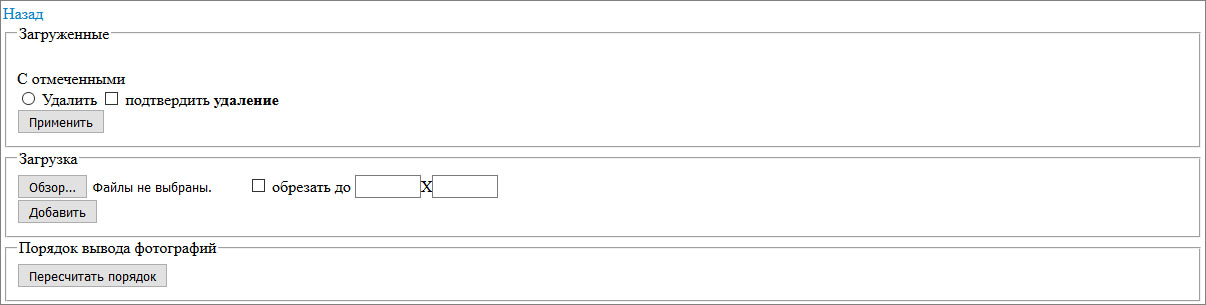 Назад
Загруженные
С отмеченными
Удалить подтвердить удаление
Применить
Загрузка
Обзор... Файлы не выбраны. обрезать до X
Добавить
Порядок вывода фотографий
Пересчитать порядок